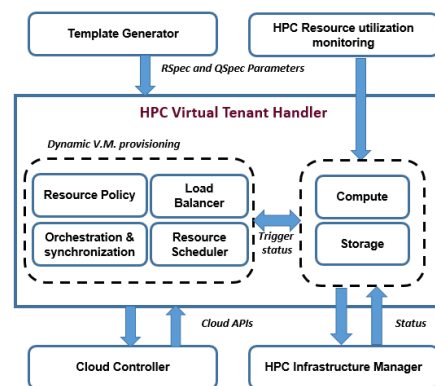 Template Generator
HPC Resource utilization
monitoring
RSpec and QSpec Parameters
HPC Virtual Tenant Handler
Dynamic V.M. provisioning
Resource Policy
Load
Balancer
Orchestration &
synchronization
Resource
Scheduler
Trigger
status
Compute
Storage
Cloud APIs
Status
Cloud Controller
HPC Infrastructure Manager